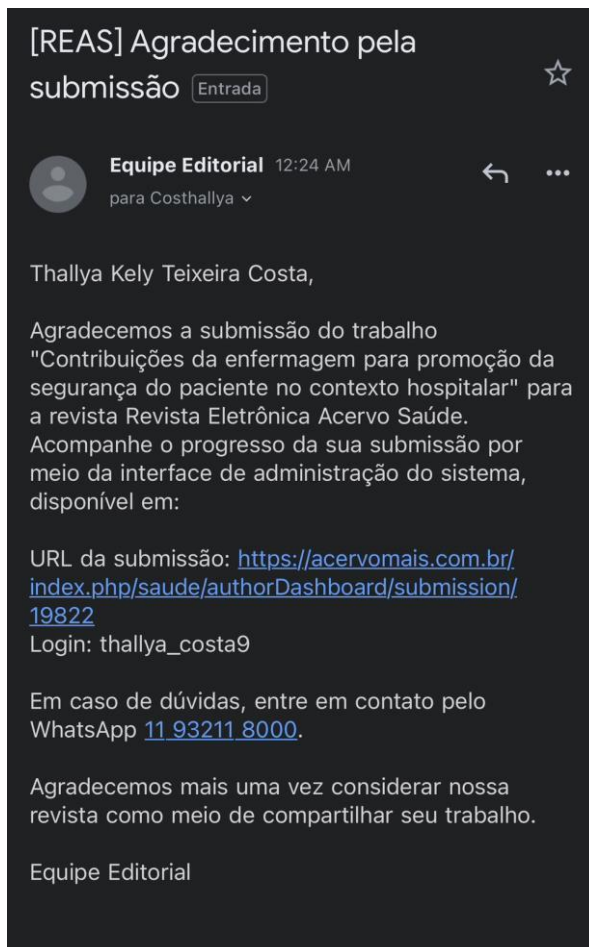 [REAS] Agradecimento pela
submissão Entrada
Equipe Editorial 12:24 AM
para Costhallya
Thallya Kely Teixeira Costa,
Agradecemos a submissão do trabalho
"Contribuições da enfermagem para promoção da
segurança do paciente no contexto hospitalar" para
a revista Revista Eletrônica Acervo Saúde.
Acompanhe o progresso da sua submissão por
meio da interface de administração do sistema,
disponível em:
URL da submissão: https://acervomais.com.br/
index.php/saude/authorDashboard/submission/
19822
Login: thallya_costa9
Em caso de dúvidas, entre em contato pelo
WhatsApp 11 93211 8000.
Agradecemos mais uma vez considerar nossa
revista como meio de compartilhar seu trabalho.
Equipe Editorial